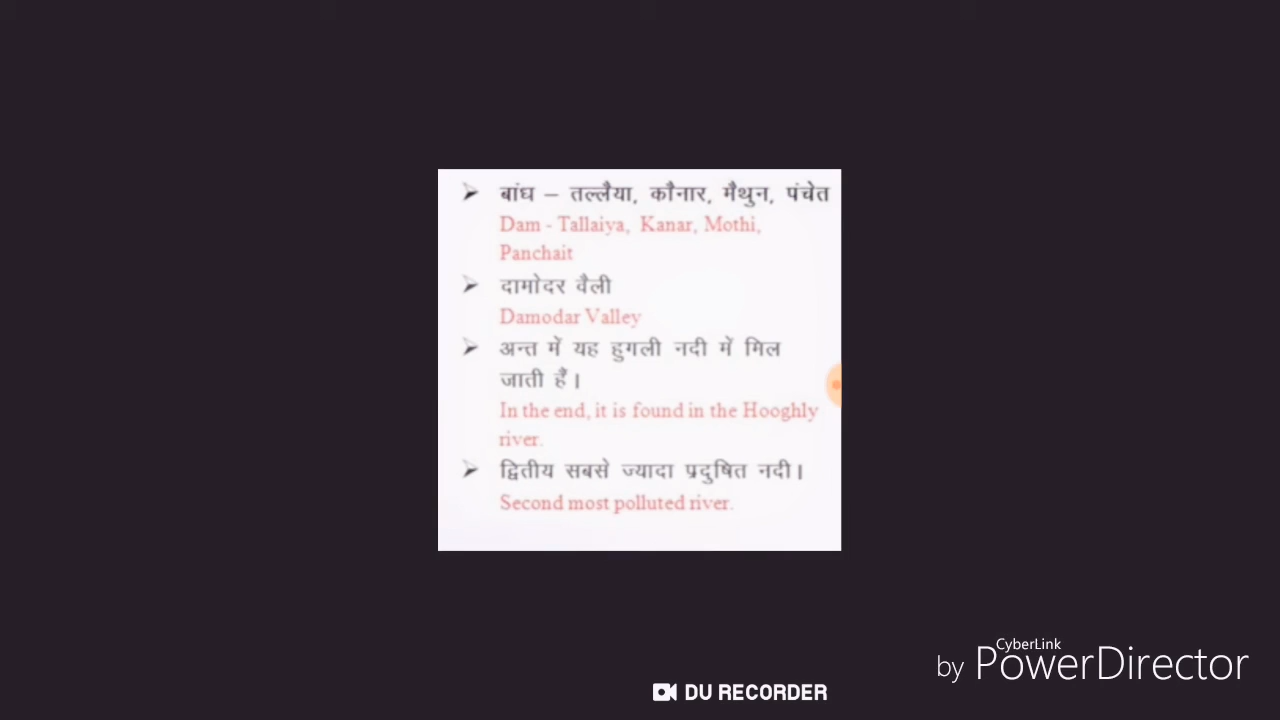 ➤ बांघ – तल्लैया, कौनार, मैथुन, पंचेत
Dam - Tallaiya, Kanar, Mothi,
Panchait
➤ दामोदर वैली
Damodar Valley
➤ अन्त में यह हुगली नदी में मिल
जाती हैं।
In the end, it is found in the Hooghly
river.
➤ द्वितीय सबसे ज्यादा प्रदुषित नदी।
Second most polluted river.
CyberLink
by PowerDirector
DU RECORDER